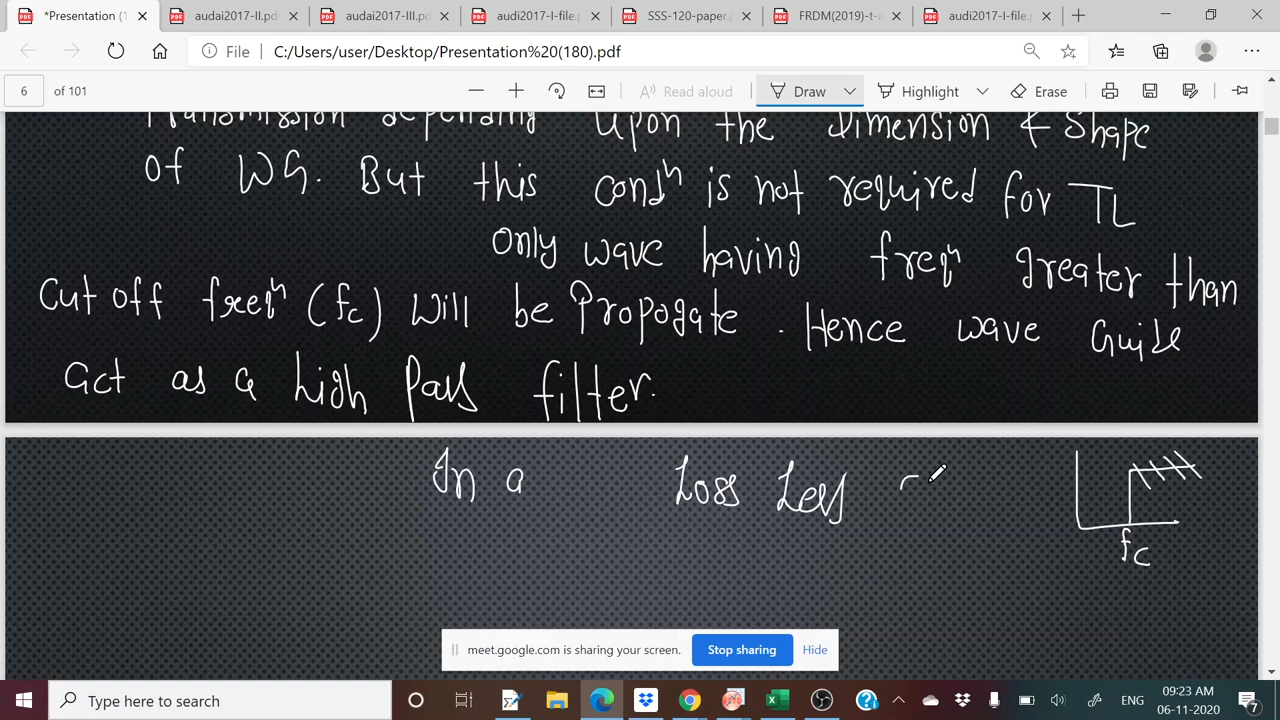 *Presentation (1
audai2017-II.pd
audai2017-III.p
audi2017-I-file.p
SSS-120-paper.
FRDM(2019)-t-a
audi2017-I-file.p
File
C:/Users/user/Desktop/Presentation%20(180).pdf
6 of 101
Read aloud
Draw
Highlight
Erase
Transmission depending Upon the Dimension & Shape
of WG. But this condn is not required for TL
Only wave having freqn greater than
Cut off freqn (fc) will be Propogate . Hence wave Guide
act as a high Pass filter.
In a Loss Less
fc
meet.google.com is sharing your screen.
Stop sharing
Hide
Type here to search
ENG
09:23 AM
06-11-2020
7